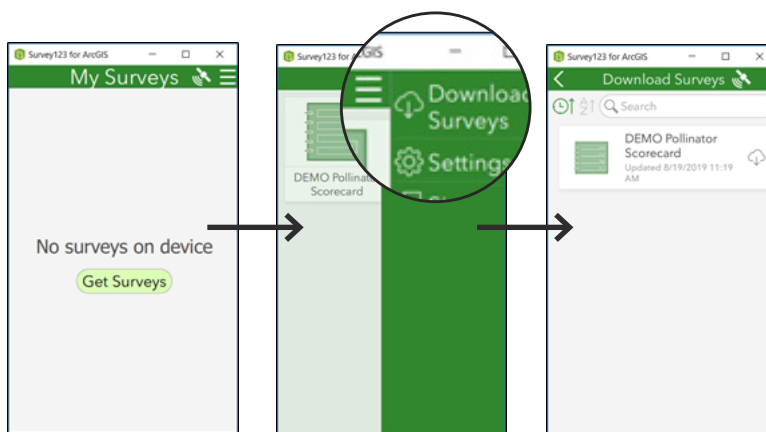 Survey123 for ArcGIS
My Surveys
No surveys on device
Get Surveys
Survey123 for ArcGIS
DEMO Pollinator
Scorecard
Download
Surveys
Settings
Survey123 for ArcGIS
Download Surveys
Search
DEMO Pollinator
Scorecard
Updated 8/19/2019 11:19
AM